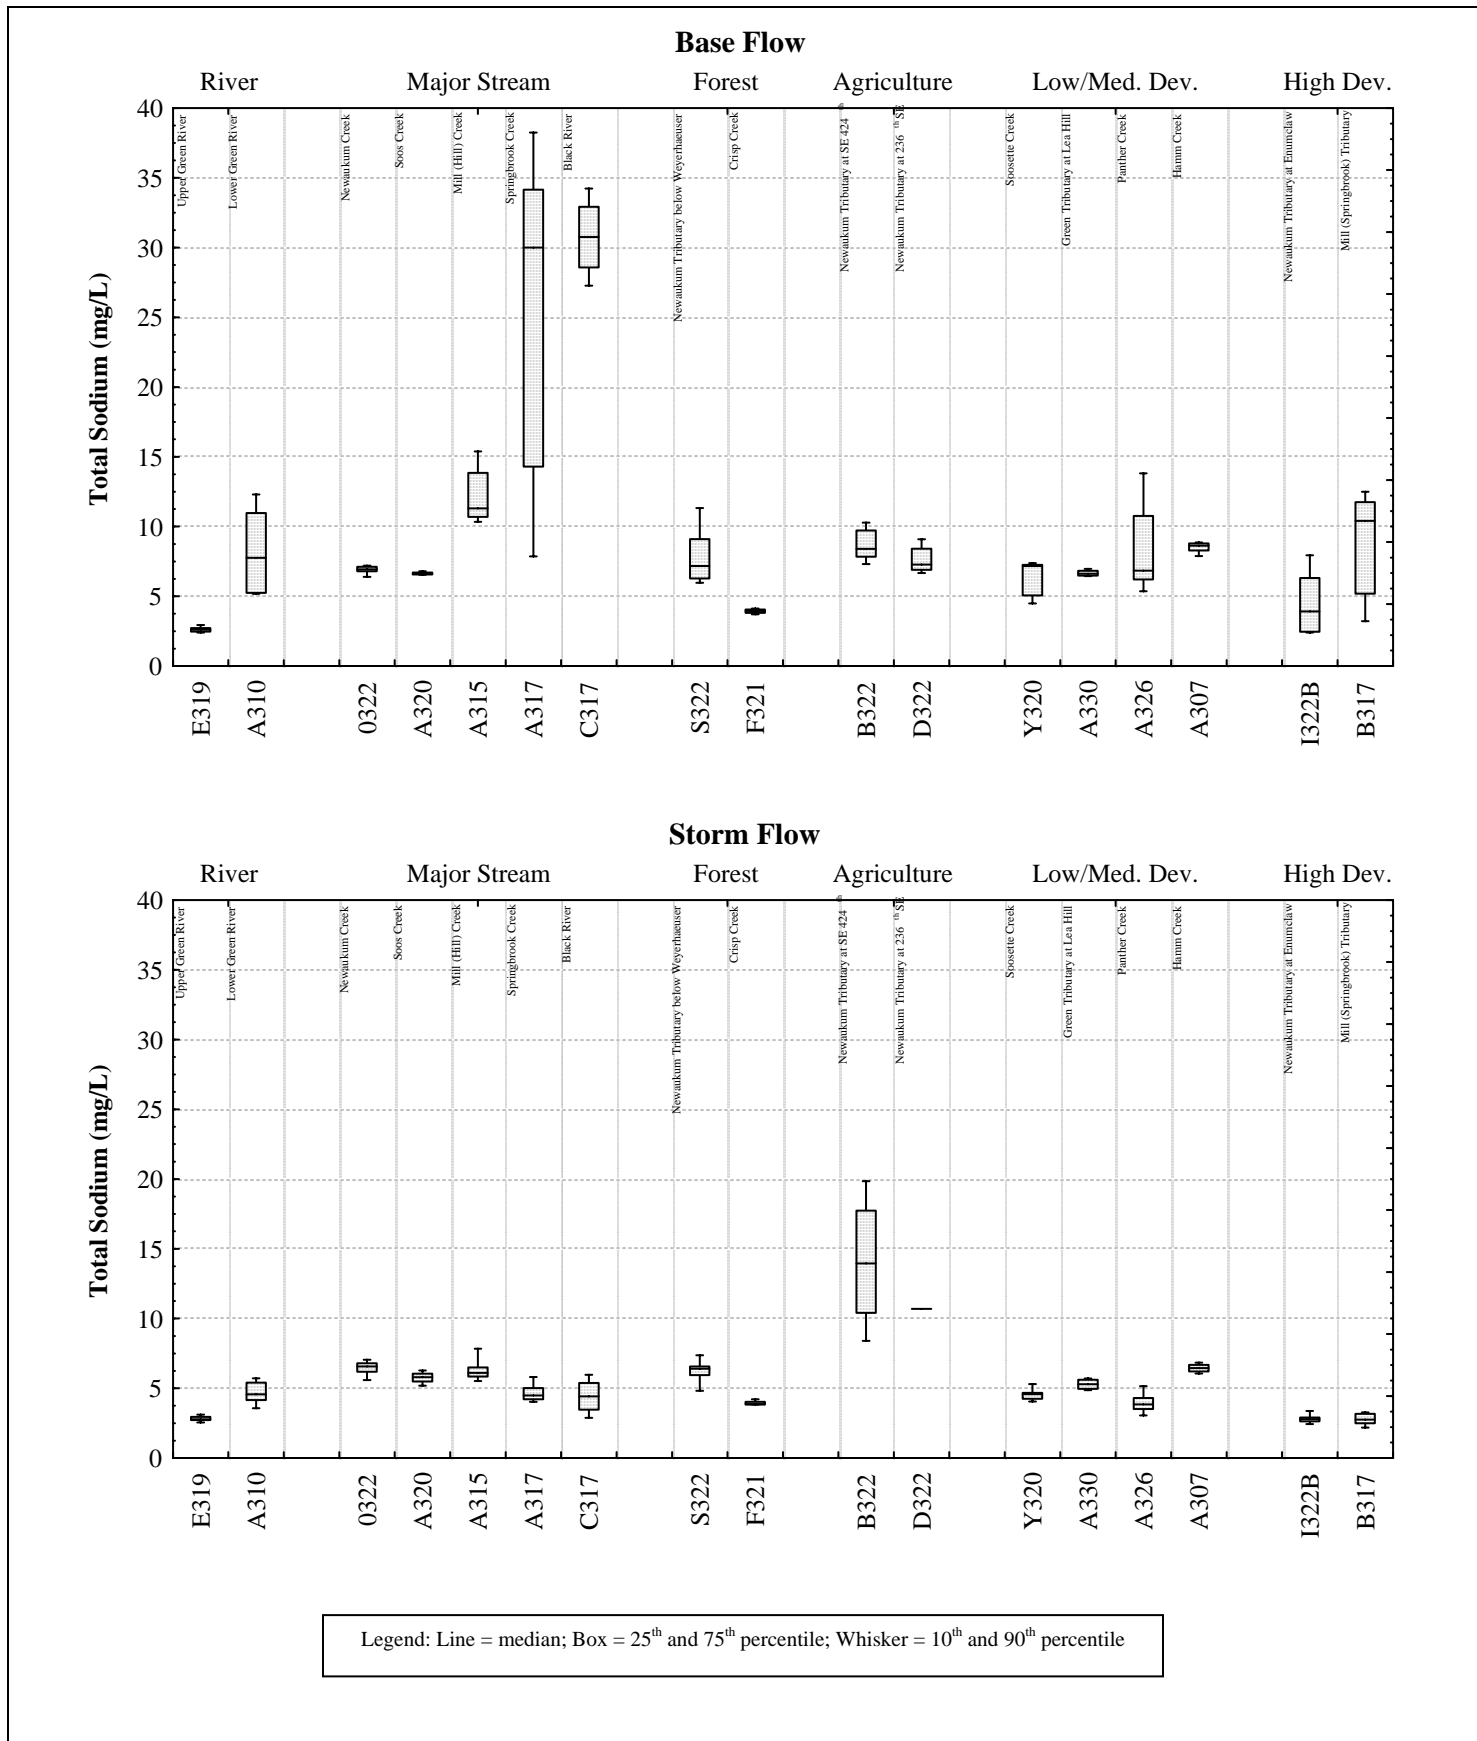 Base Flow
River Major Stream Forest Agriculture Low/Med. Dev. High Dev.
Total Sodium (mg/L)
40
35
30
25
20
15
10
5
0
Upper Green River
Lower Green River
Newaukum Creek
Soos Creek
Mill (Hill) Creek
Springbrook Creek
Black River
Newaukum Tributary below Weyerhaeuser
Crisp Creek
Newaukum Tributary at SE 424 th
Newaukum Tributary at 236 th SE
Soosette Creek
Green Tributary at Lea Hill
Panther Creek
Hamm Creek
Newaukum Tributary at Enumclaw
Mill (Springbrook) Tributary
E319 A310 0322 A320 A315 A317 C317 S322 F321 B322 D322 Y320 A330 A326 A307 I322B B317
Storm Flow
River Major Stream Forest Agriculture Low/Med. Dev. High Dev.
Total Sodium (mg/L)
40
35
30
25
20
15
10
5
0
Upper Green River
Lower Green River
Newaukum Creek
Soos Creek
Mill (Hill) Creek
Springbrook Creek
Black River
Newaukum Tributary below Weyerhaeuser
Crisp Creek
Newaukum Tributary at SE 424 th
Newaukum Tributary at 236 th SE
Soosette Creek
Green Tributary at Lea Hill
Panther Creek
Hamm Creek
Newaukum Tributary at Enumclaw
Mill (Springbrook) Tributary
E319 A310 0322 A320 A315 A317 C317 S322 F321 B322 D322 Y320 A330 A326 A307 I322B B317
Legend: Line = median; Box = 25th and 75th percentile; Whisker = 10th and 90th percentile